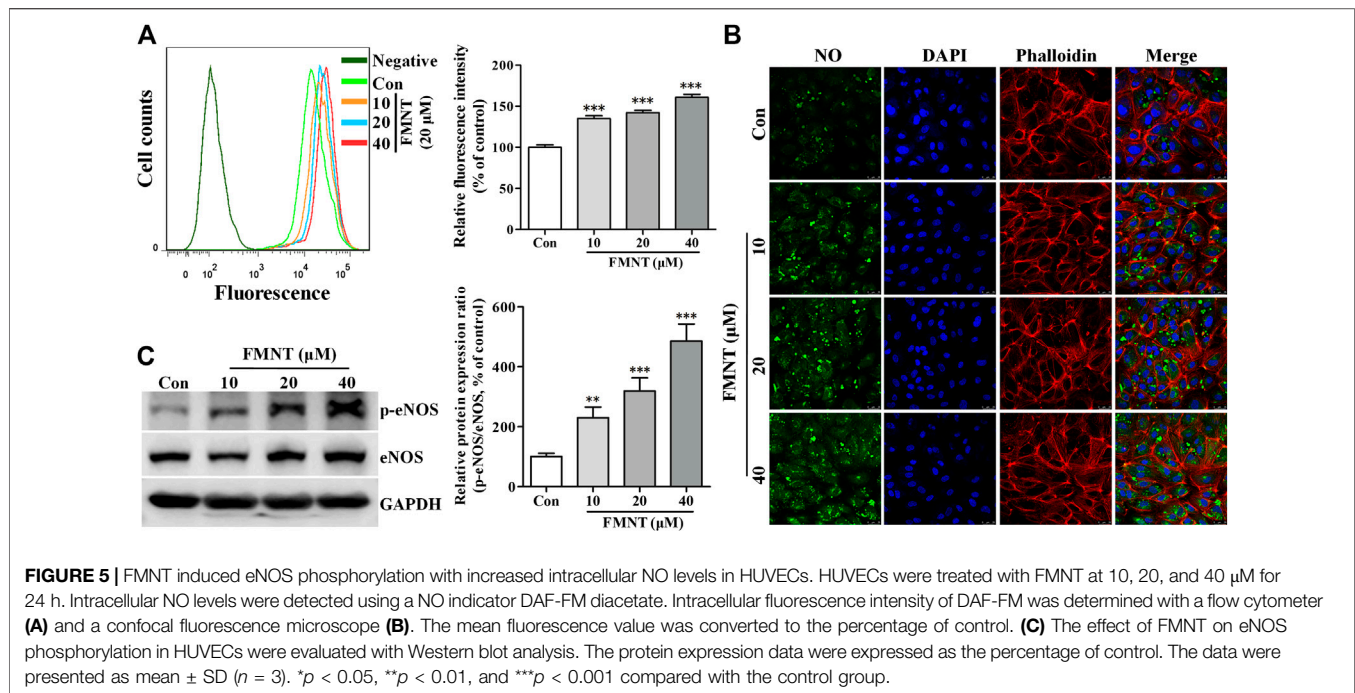 A
Negative
Con
10
20
40
FMNT
(20 μM)
Cell counts
0
0 10^2 10^3 10^4 10^5
Fluorescence
Relative fluorescence intensity
(% of control)
200
150
100
50
0
***
***
***
Con 10 20 40
FMNT (μM)
B
NO DAPI Phalloidin Merge
Con
10
20
40
FMNT (μM)
C
FMNT (μM)
Con 10 20 40
p-eNOS
eNOS
GAPDH
Relative protein expression ratio
(p-eNOS/eNOS, % of control)
600
400
200
0
**
***
***
Con 10 20 40
FMNT (μM)
FIGURE 5 | FMNT induced eNOS phosphorylation with increased intracellular NO levels in HUVECs. HUVECs were treated with FMNT at 10, 20, and 40 μM for
24 h. Intracellular NO levels were detected using a NO indicator DAF-FM diacetate. Intracellular fluorescence intensity of DAF-FM was determined with a flow cytometer
(A) and a confocal fluorescence microscope (B). The mean fluorescence value was converted to the percentage of control. (C) The effect of FMNT on eNOS
phosphorylation in HUVECs were evaluated with Western blot analysis. The protein expression data were expressed as the percentage of control. The data were
presented as mean ± SD (n = 3). *p < 0.05, **p < 0.01, and ***p < 0.001 compared with the control group.